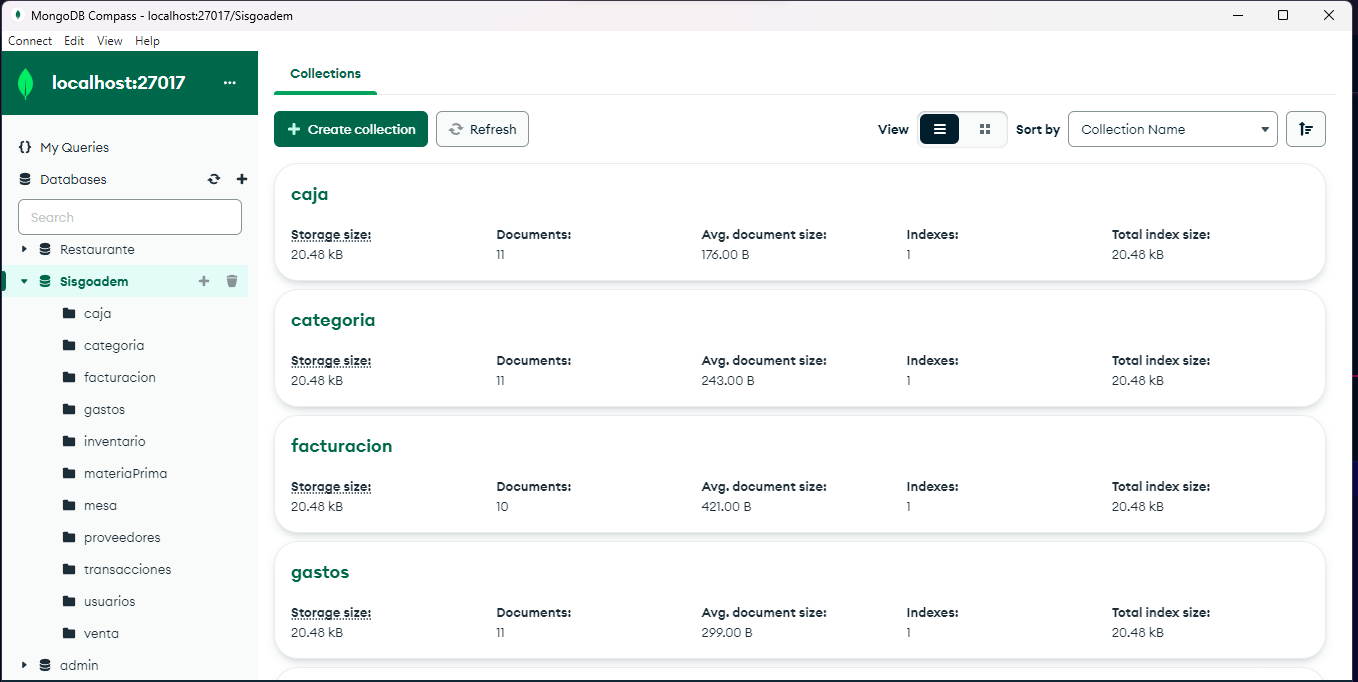 MongoDB Compass - localhost:27017/Sisgoadem
Connect Edit View Help
localhost:27017 ...
{} My Queries
Databases
Search
Restaurante
Sisgoadem
caja
categoria
facturacion
gastos
inventario
materiaPrima
mesa
proveedores
transacciones
usuarios
venta
admin
Collections
Create collection Refresh View Sort by Collection Name
caja
Storage size: Documents: Avg. document size: Indexes: Total index size:
20.48 kB 11 176.00 B 1 20.48 kB
categoria
Storage size: Documents: Avg. document size: Indexes: Total index size:
20.48 kB 11 243.00 B 1 20.48 kB
facturacion
Storage size: Documents: Avg. document size: Indexes: Total index size:
20.48 kB 10 421.00 B 1 20.48 kB
gastos
Storage size: Documents: Avg. document size: Indexes: Total index size:
20.48 kB 11 299.00 B 1 20.48 kB